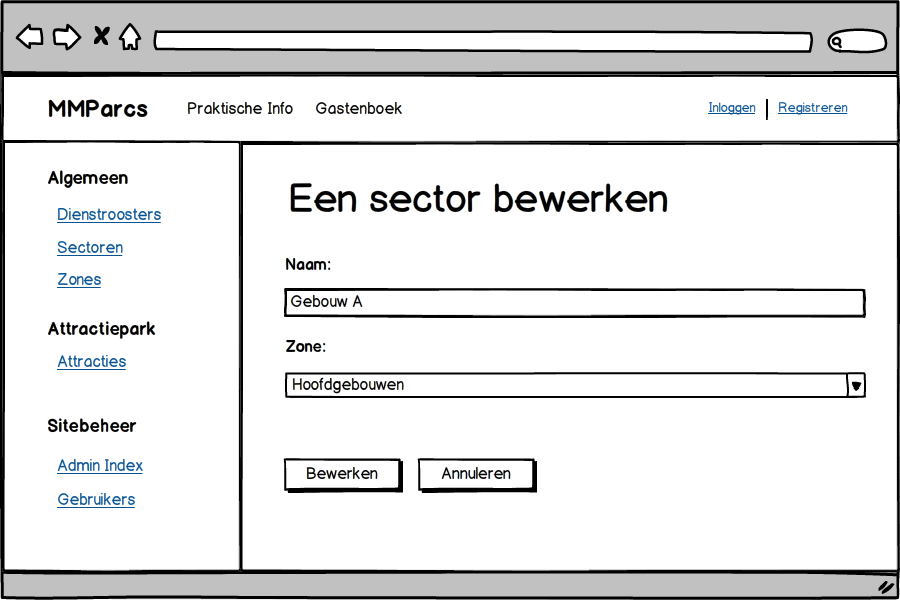 MMParcs Praktische Info Gastenboek Inloggen Registreren
Algemeen
Dienstroosters
Sectoren
Zones
Attractiepark
Attracties
Sitebeheer
Admin Index
Gebruikers
Een sector bewerken
Naam:
Gebouw A
Zone:
Hoofdgebouwen
Bewerken Annuleren